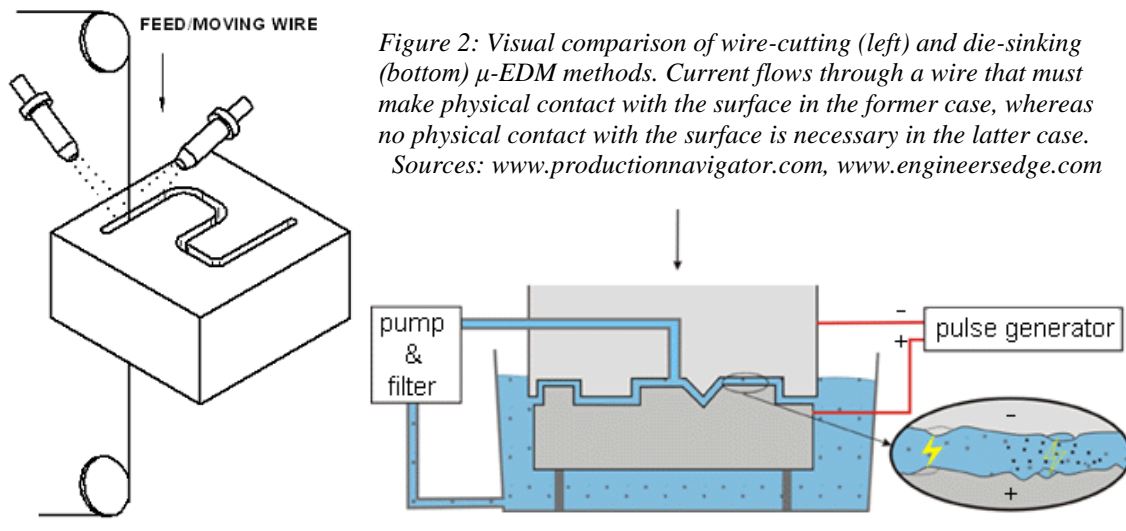 FEED/MOVING WIRE
Figure 2: Visual comparison of wire-cutting (left) and die-sinking
(bottom) μ-EDM methods. Current flows through a wire that must
make physical contact with the surface in the former case, whereas
no physical contact with the surface is necessary in the latter case.
Sources: www.productionnavigator.com, www.engineersedge.com
pump
&
filter
-
+
pulse generator
-
+